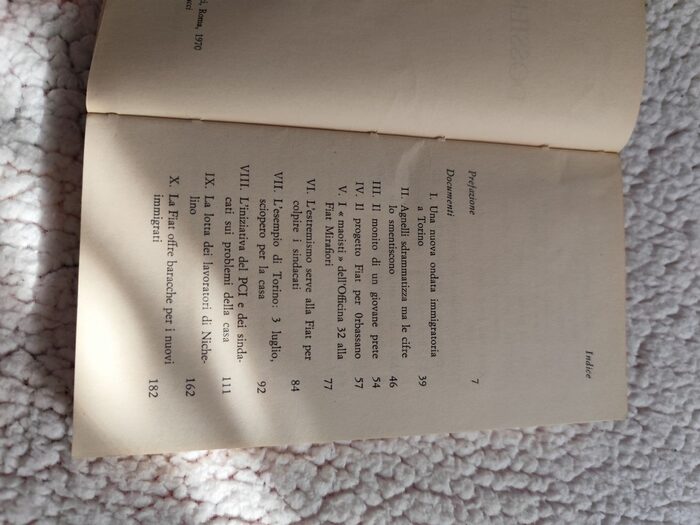 ci, Roma, 1970
cci
Indice
Prefazione 7
Documenti
I. Una nuova ondata immigratoria
a Torino 39
II. Agnelli sdrammatizza ma le cifre
lo smentiscono 46
III. Il monito di un giovane prete 54
IV. Il progetto Fiat per Orbassano 57
V. I « maoisti » dell'Officina 32 alla
Fiat Mirafiori 77
VI. L'estremismo serve alla Fiat per
colpire i sindacati 84
VII. L'esempio di Torino: 3 luglio,
sciopero per la casa 92
VIII. L'iniziativa del PCI e dei sinda-
cati sui problemi della casa 111
IX. La lotta dei lavoratori di Niche-
lino 162
X. La Fiat offre baracche per i nuovi
immigrati 182